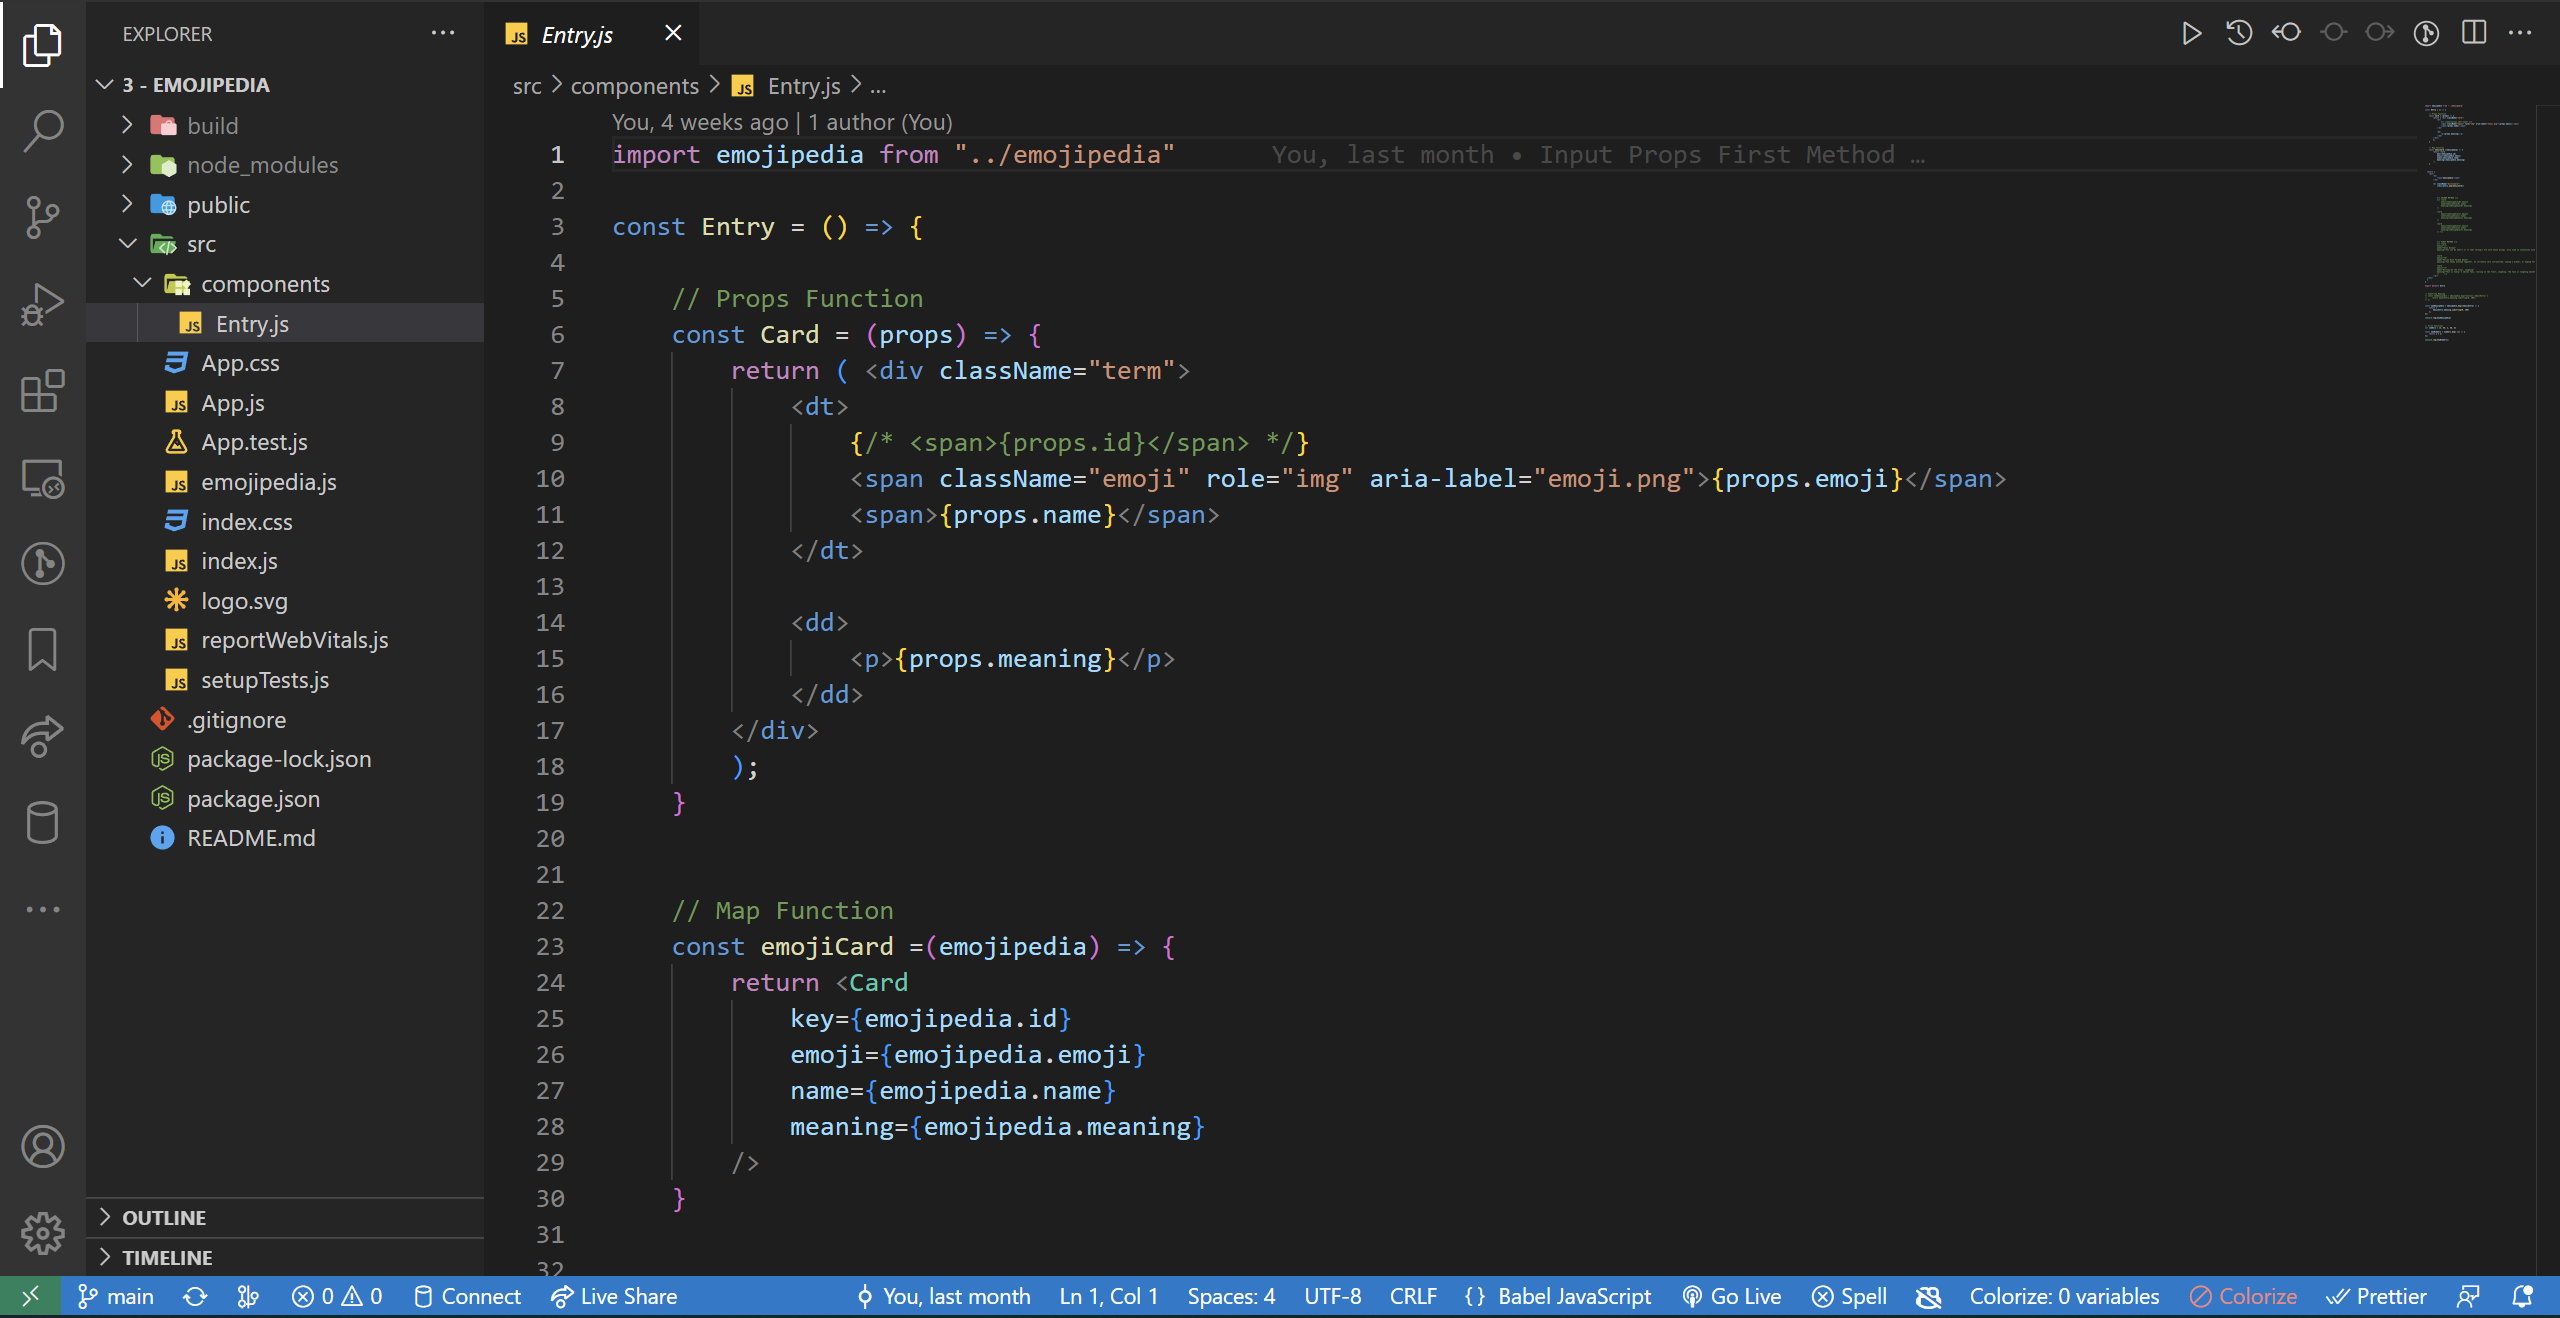 EXPLORER
3 - EMOJIPEDIA
build
node_modules
public
src
components
Entry.js
App.css
App.js
App.test.js
emojipedia.js
index.css
index.js
logo.svg
reportWebVitals.js
setupTests.js
.gitignore
package-lock.json
package.json
README.md
OUTLINE
TIMELINE
JS Entry.js
src > components > JS Entry.js > ...
You, 4 weeks ago | 1 author (You)
1 import emojipedia from "../emojipedia" You, last month • Input Props First Method …
2
3 const Entry = () => {
4
5 // Props Function
6 const Card = (props) => {
7 return ( <div className="term">
8 <dt>
9 {/* <span>{props.id}</span> */}
10 <span className="emoji" role="img" aria-label="emoji.png">{props.emoji}</span>
11 <span>{props.name}</span>
12 </dt>
13
14 <dd>
15 <p>{props.meaning}</p>
16 </dd>
17 </div>
18 );
19 }
20
21
22 // Map Function
23 const emojiCard =(emojipedia) => {
24 return <Card
25 key={emojipedia.id}
26 emoji={emojipedia.emoji}
27 name={emojipedia.name}
28 meaning={emojipedia.meaning}
29 />
30 }
31
32
main 0 0 Connect Live Share You, last month Ln 1, Col 1 Spaces: 4 UTF-8 CRLF {} Babel JavaScript Go Live Spell Colorize: 0 variables Colorize Prettier